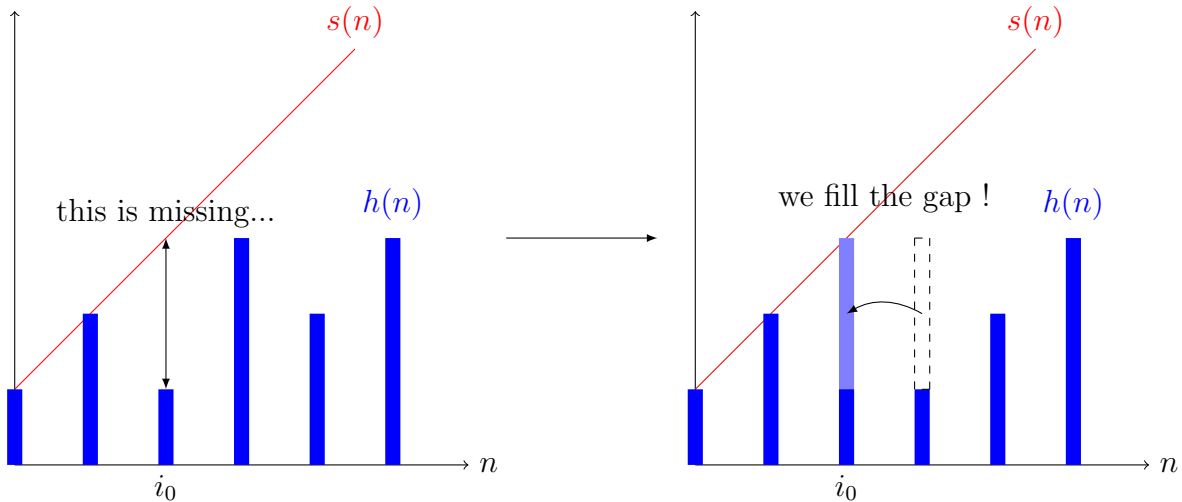 s(n)
this is missing...
h(n)
n
i₀
s(n)
we fill the gap !
h(n)
n
i₀